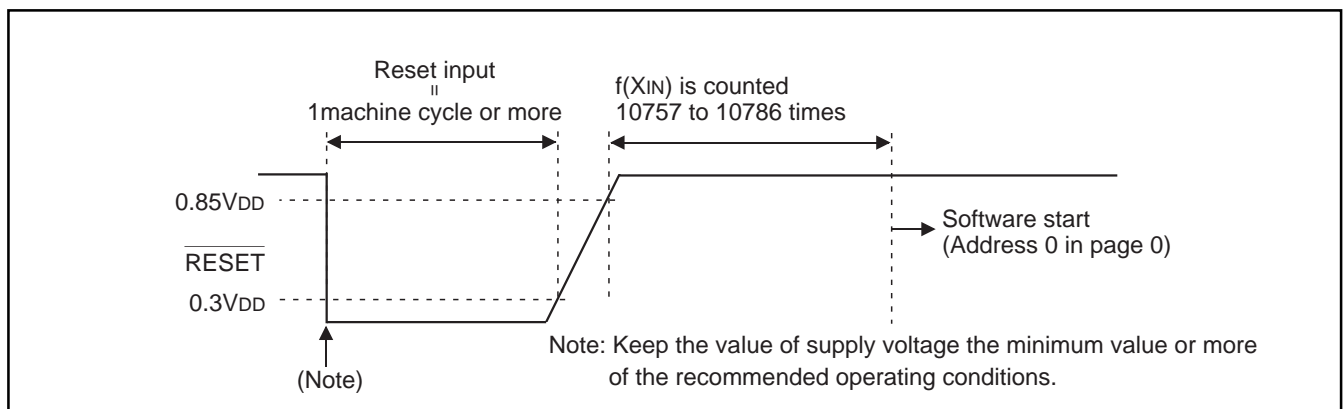 Reset input
=
1machine cycle or more
f(XIN) is counted
10757 to 10786 times
0.85VDD
Software start
(Address 0 in page 0)
RESET
0.3VDD
(Note)
Note: Keep the value of supply voltage the minimum value or more
of the recommended operating conditions.